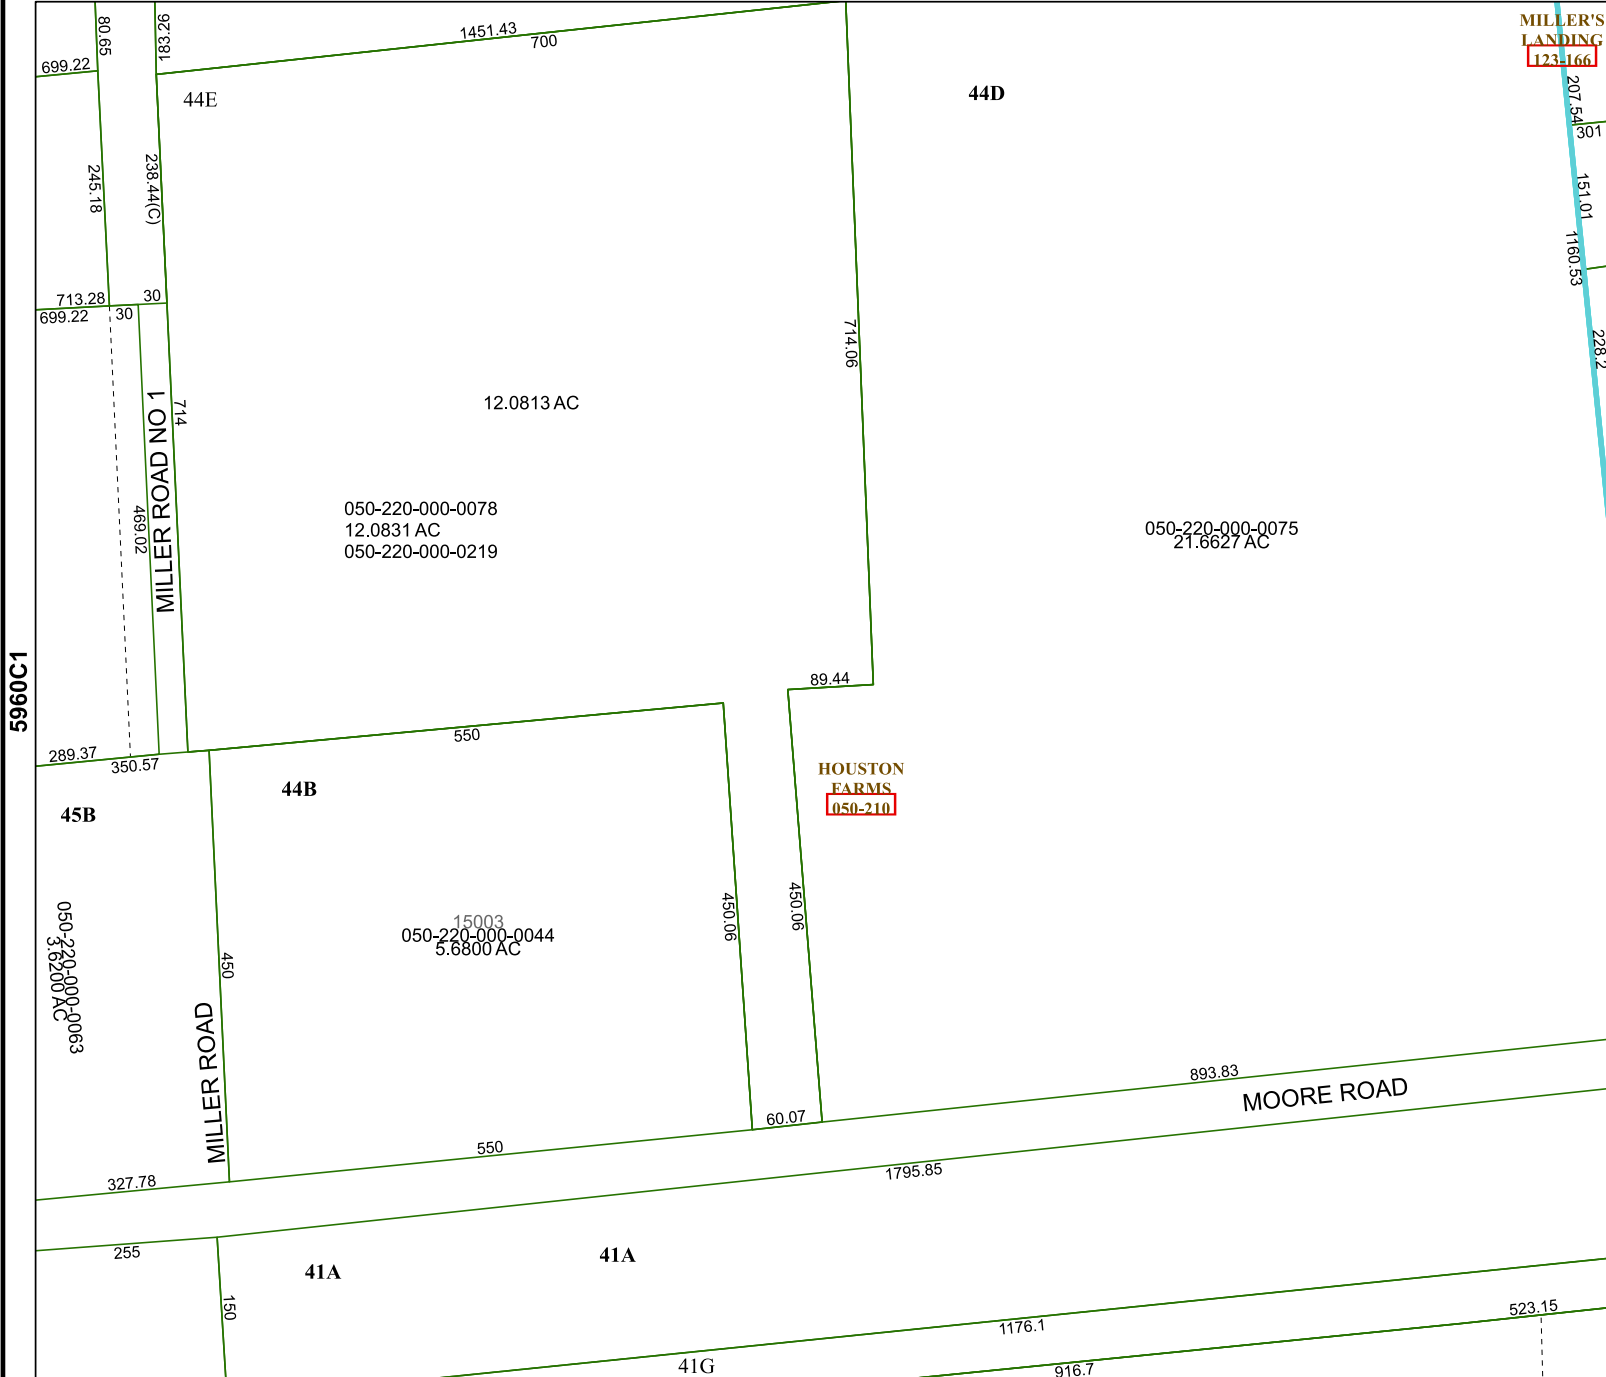 80.65
183.26
1451.43
700
MILLER'S
LANDING
123-166
699.22
44E
44D
207.54
301
245.18
238.44(C)
151.01
1160.53
713.28
30
699.22
30
714.06
228.2
12.0813 AC
714
MILLER ROAD NO 1
469.02
050-220-000-0078
12.0831 AC
050-220-000-0219
050-220-000-0075
21.6627 AC
5960C1
89.44
550
289.37
350.57
HOUSTON
FARMS
050-210
44B
45B
050-220-000-0063
3.6200 AC
15003
050-220-000-0044
5.6800 AC
450.06
450.06
450
MILLER ROAD
893.83
MOORE ROAD
60.07
550
1795.85
327.78
255
41A
41A
150
1176.1
523.15
41G
916.7